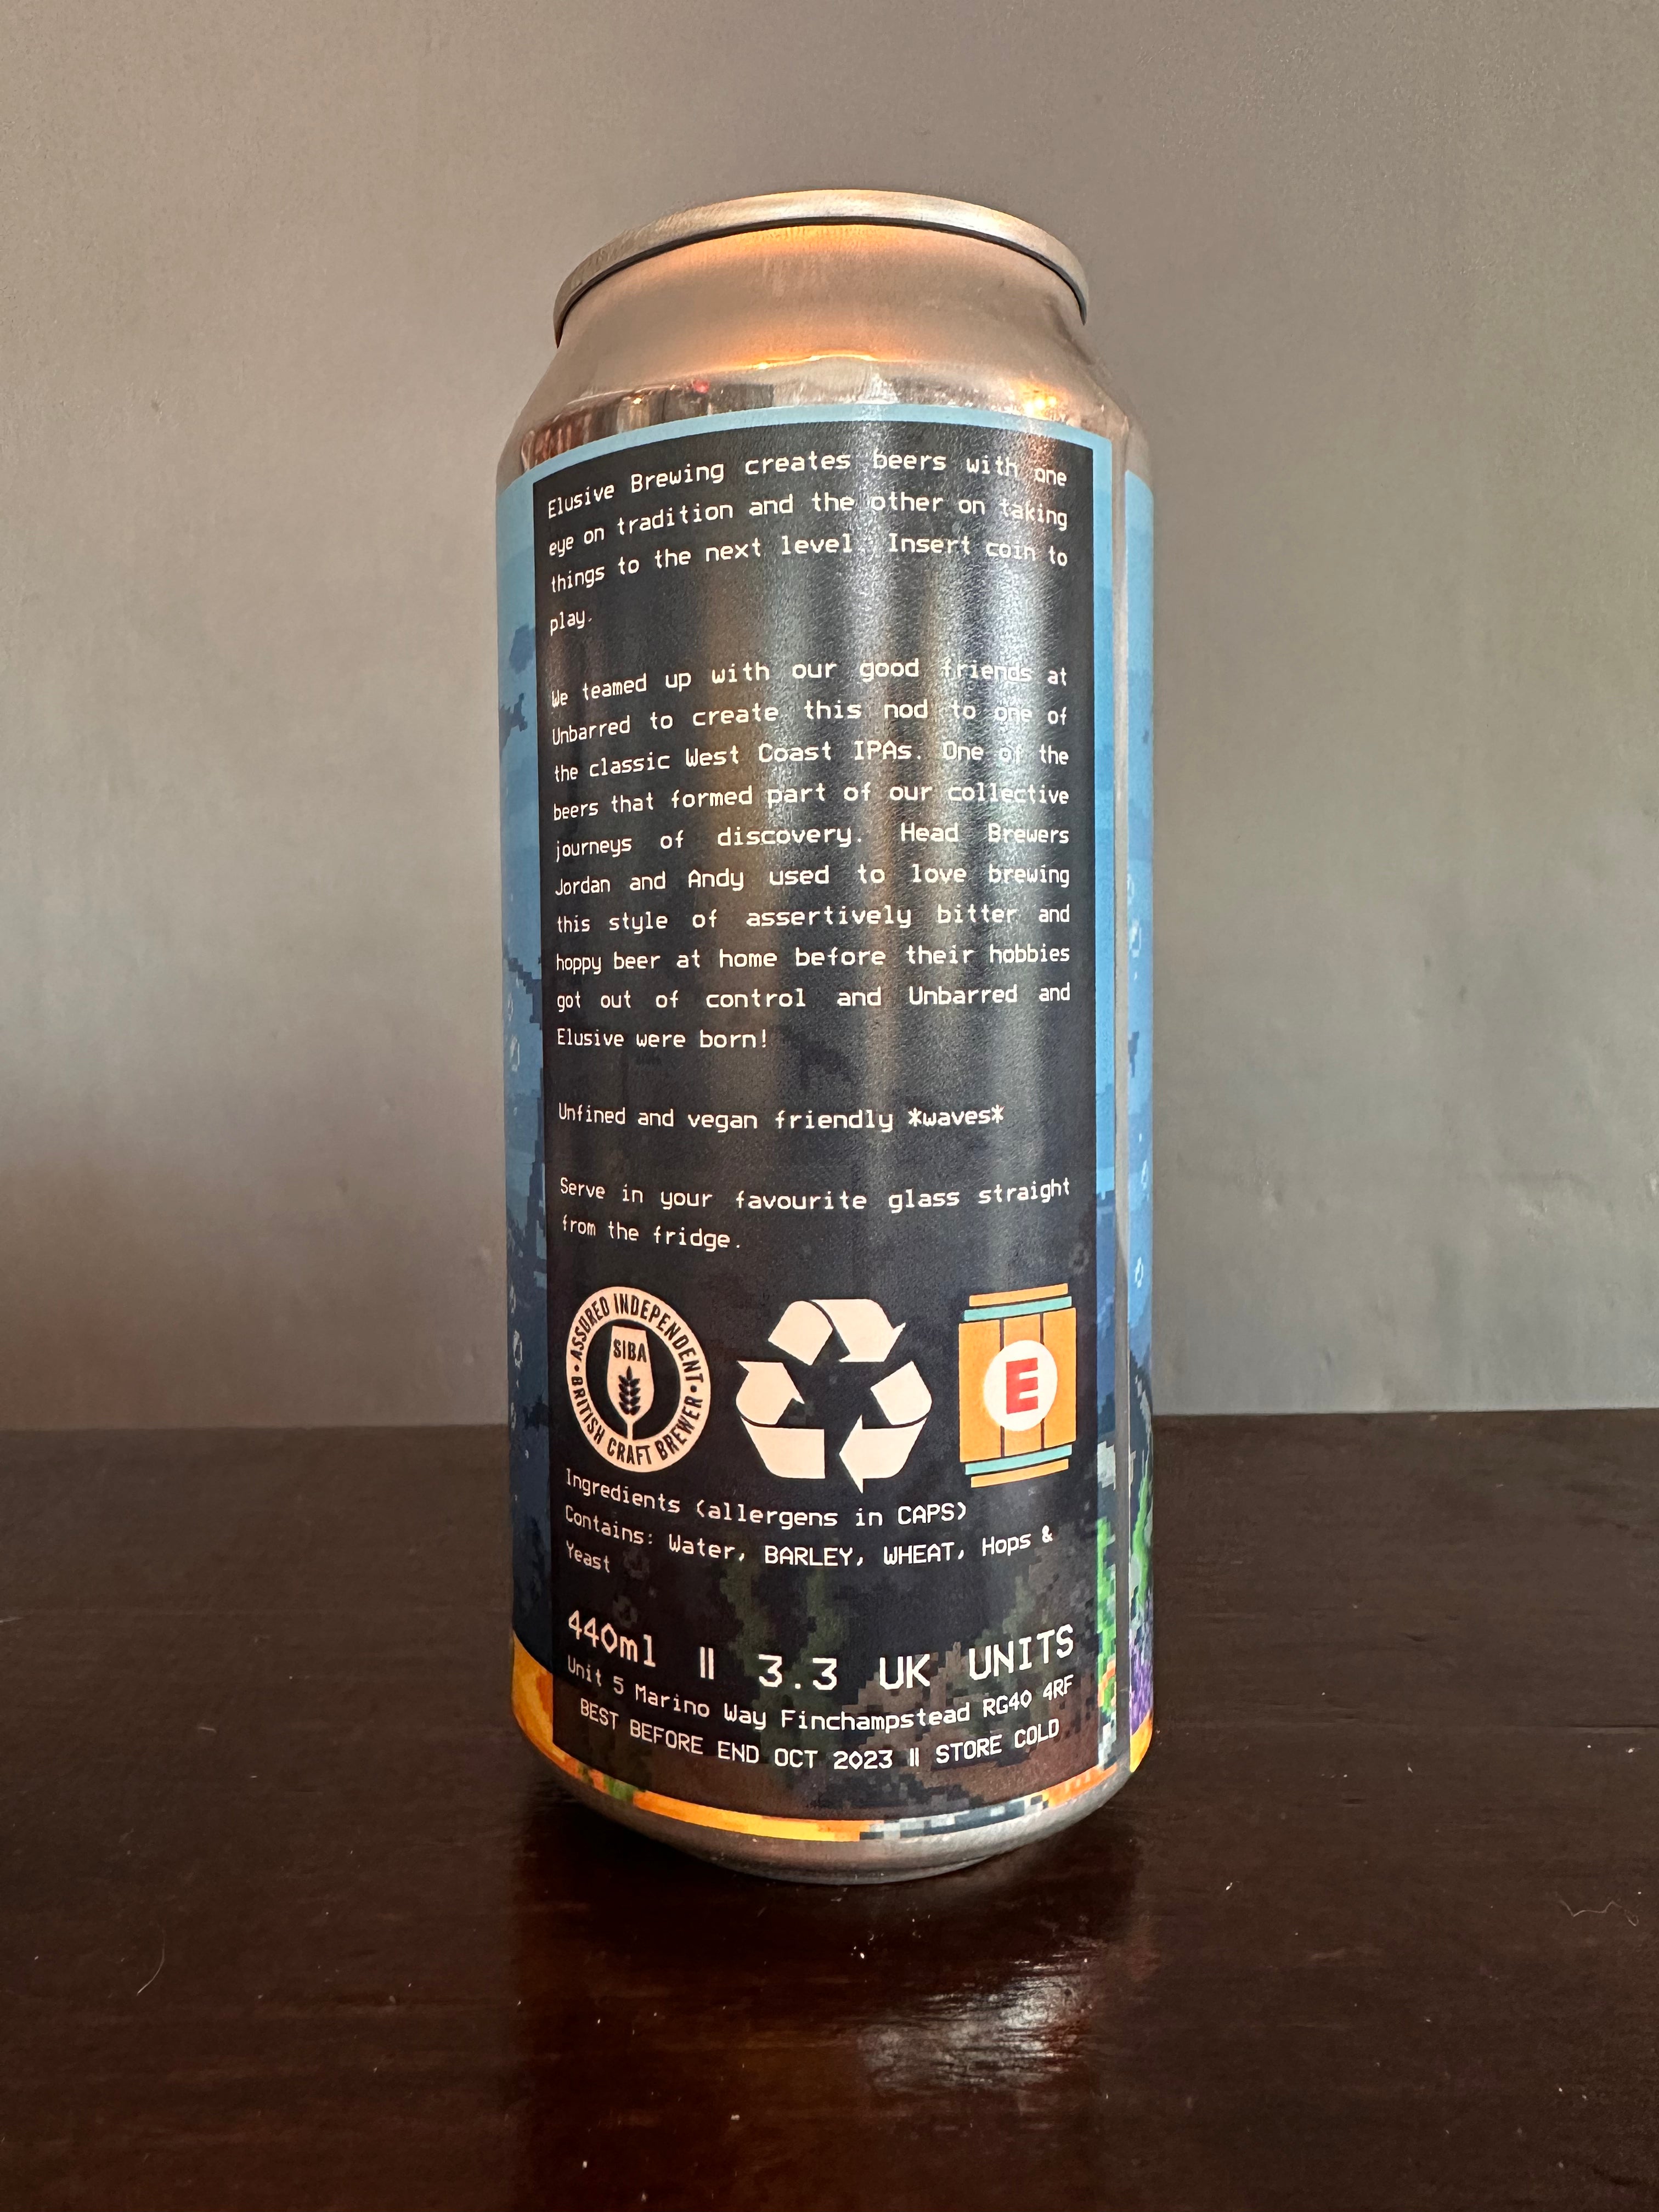 Elusive Brewing creates beers with one
eye on tradition and the other on taking
things to the next level. Insert coin to
play.
We teamed up with our good friends at
Unbarred to create this nod to one of
the classic West Coast IPAs. One of the
beers that formed part of our collective
journeys of discovery. Head Brewers
Jordan and Andy used to love brewing
this style of assertively bitter and
hoppy beer at home before their hobbies
got out of control and Unbarred and
Elusive were born!
Unfined and vegan friendly *waves*
Serve in your favourite glass straight
from the fridge.
ASSURED INDEPENDENT
SIBA
BRITISH CRAFT BREWER
E
Ingredients (allergens in CAPS)
Contains: Water, BARLEY, WHEAT, Hops &
Yeast
440ml || 3.3 UK UNITS
Unit 5 Marino Way Finchampstead RG40 4RF
BEST BEFORE END OCT 2023 || STORE COLD